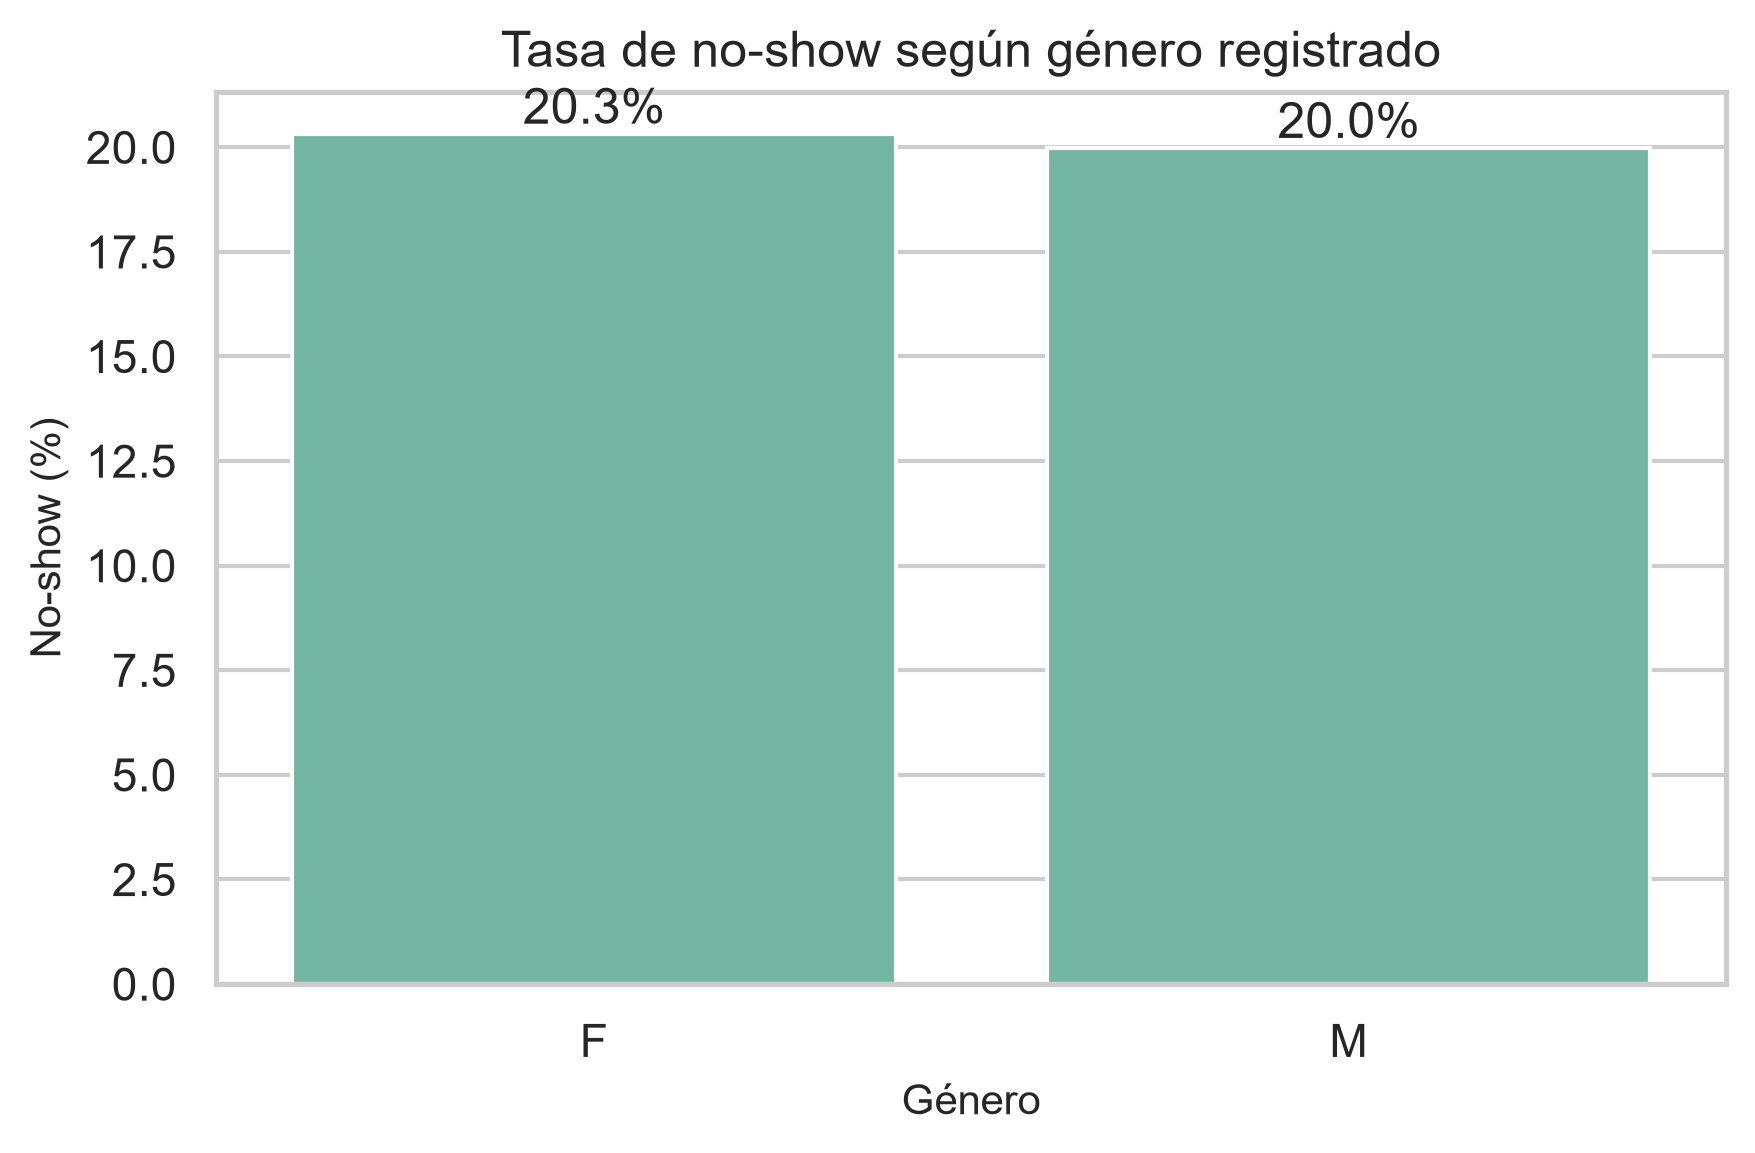 Tasa de no-show según género registrado
20.3%
20.0%
20.0
17.5
15.0
12.5
10.0
7.5
5.0
2.5
0.0
No-show (%)
F
M
Género